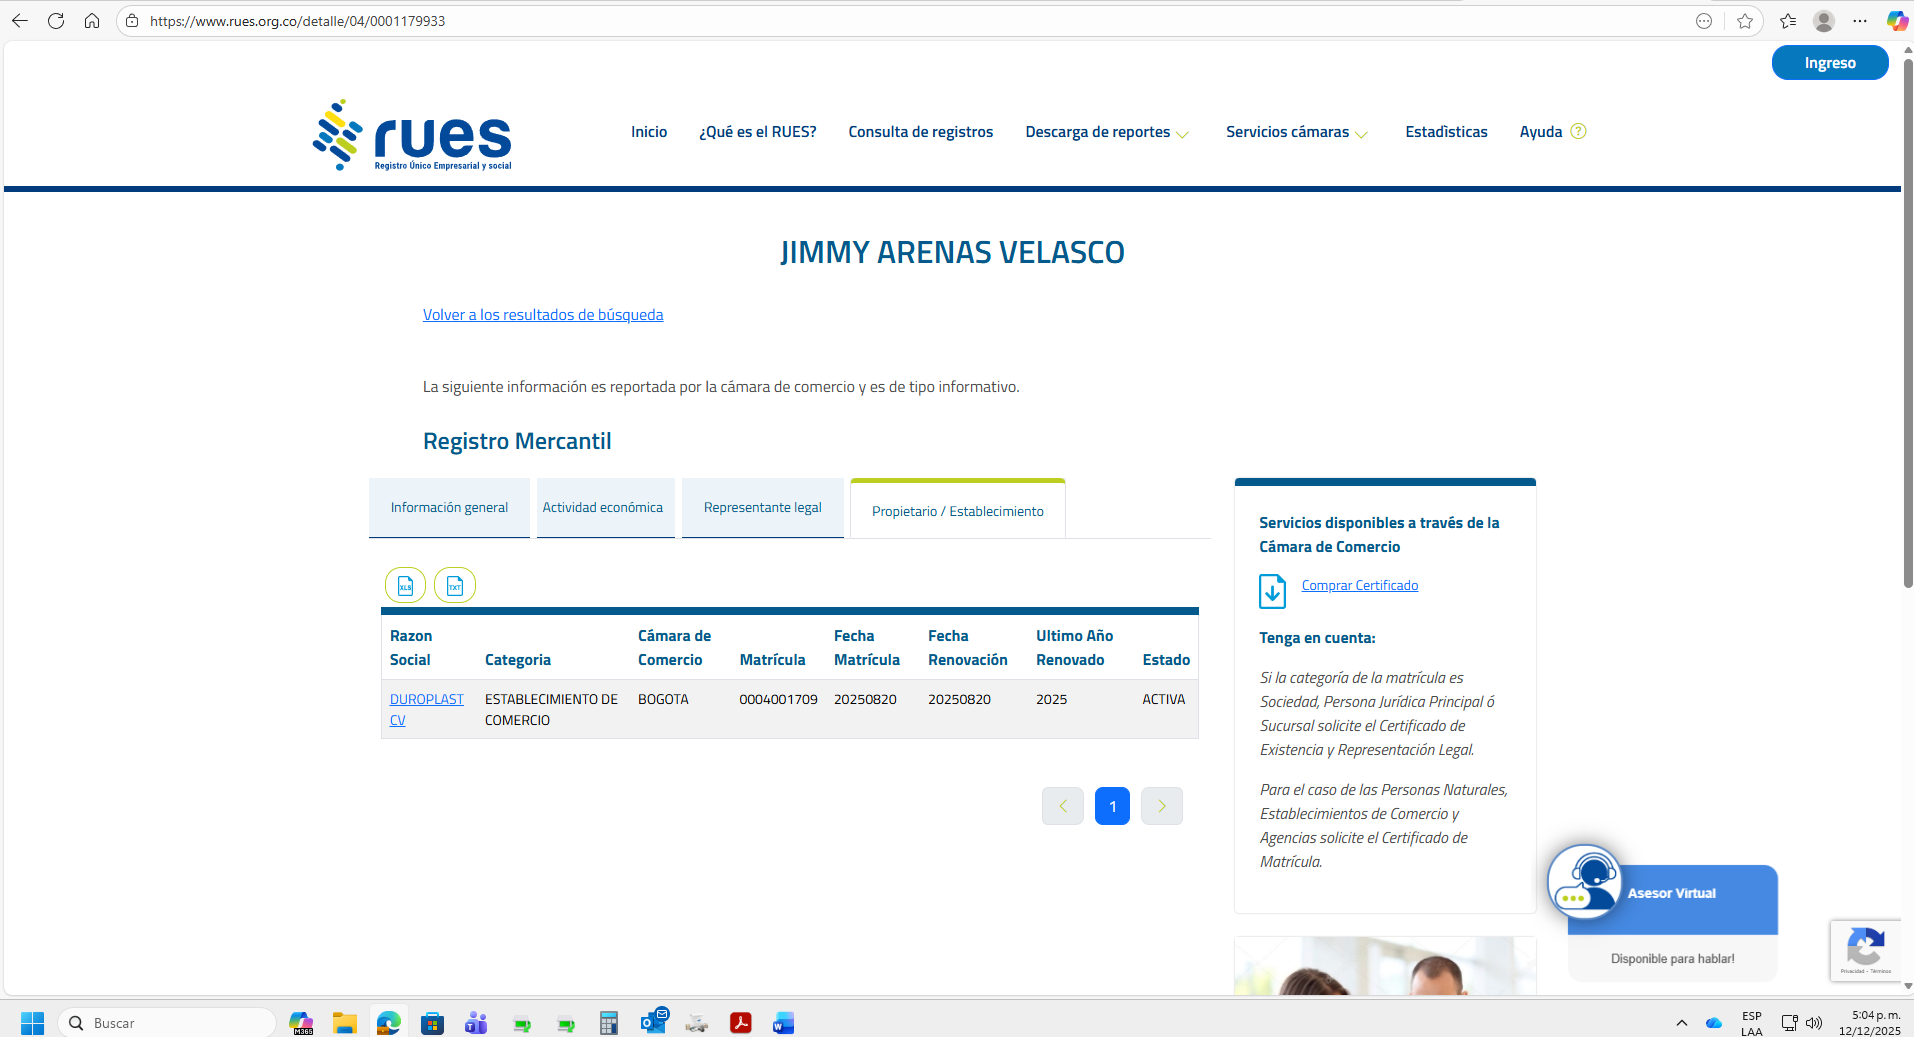 https://www.rues.org.co/detalle/04/0001179933
Ingreso
rues
Registro Único Empresarial y social
Inicio
¿Qué es el RUES?
Consulta de registros
Descarga de reportes
Servicios cámaras
Estadìsticas
Ayuda ?
JIMMY ARENAS VELASCO
Volver a los resultados de búsqueda
La siguiente información es reportada por la cámara de comercio y es de tipo informativo.
Registro Mercantil
Información general
Actividad económica
Representante legal
Propietario / Establecimiento
XLS
TXT
Razon Social
Categoria
Cámara de Comercio
Matrícula
Fecha Matrícula
Fecha Renovación
Ultimo Año Renovado
Estado
DUROPLAST CV
ESTABLECIMIENTO DE COMERCIO
BOGOTA
0004001709
20250820
20250820
2025
ACTIVA
1
Servicios disponibles a través de la
Cámara de Comercio
Comprar Certificado
Tenga en cuenta:
Si la categoría de la matrícula es
Sociedad, Persona Jurídica Principal ó
Sucursal solicite el Certificado de
Existencia y Representación Legal.
Para el caso de las Personas Naturales,
Establecimientos de Comercio y
Agencias solicite el Certificado de
Matrícula.
Asesor Virtual
Disponible para hablar!
Privacidad - Términos
Buscar
M365
ESP
LAA
5:04 p. m.
12/12/2025